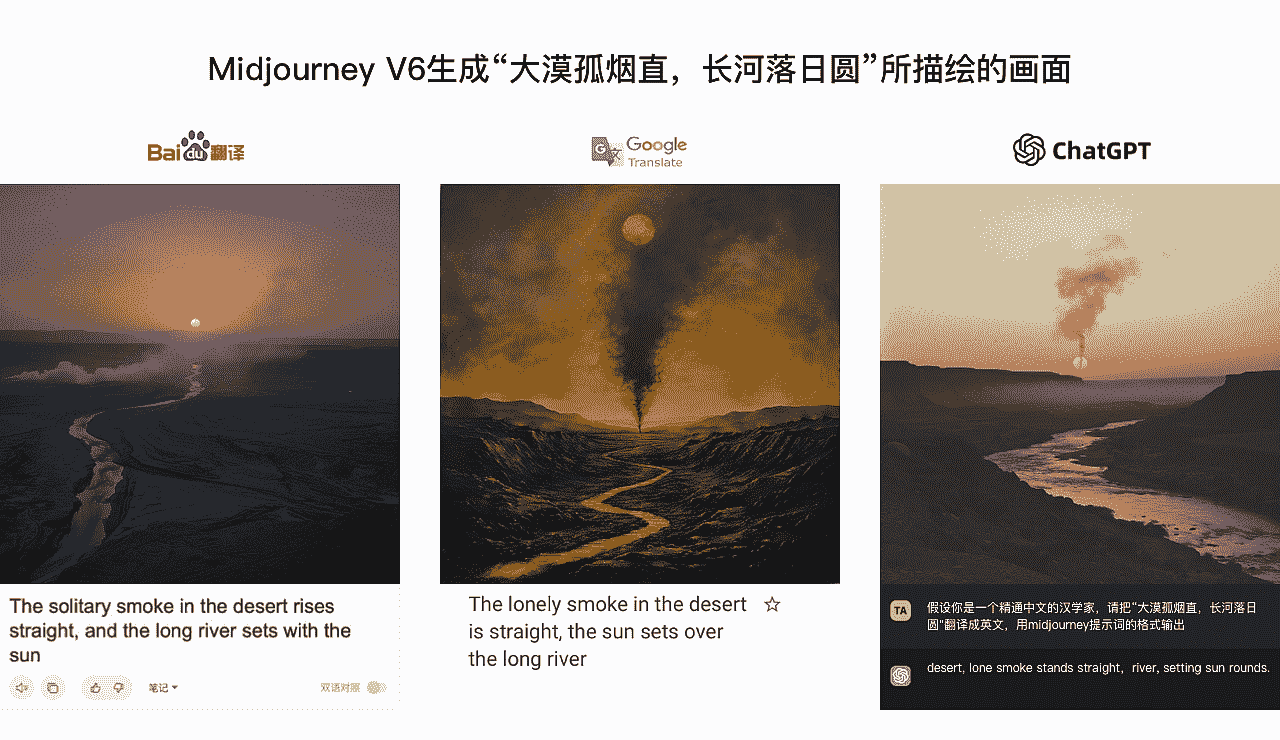 Midjourney V6生成“大漠孤烟直，长河落日圆”所描绘的画面
Baidu翻译
Google
Translate
ChatGPT
The solitary smoke in the desert rises
straight, and the long river sets with the
sun
笔记
双语对照
The lonely smoke in the desert
is straight, the sun sets over
the long river
TA
假设你是一个精通中文的汉学家，请把“大漠孤烟直，长河落日
圆”翻译成英文，用midjourney提示词的格式输出
desert, lone smoke stands straight，river, setting sun rounds.